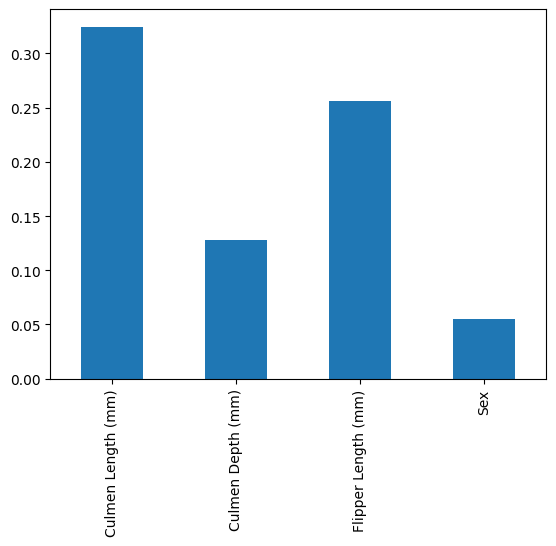 0.30
0.25
0.20
0.15
0.10
0.05
0.00
Culmen Length (mm)
Culmen Depth (mm)
Flipper Length (mm)
Sex